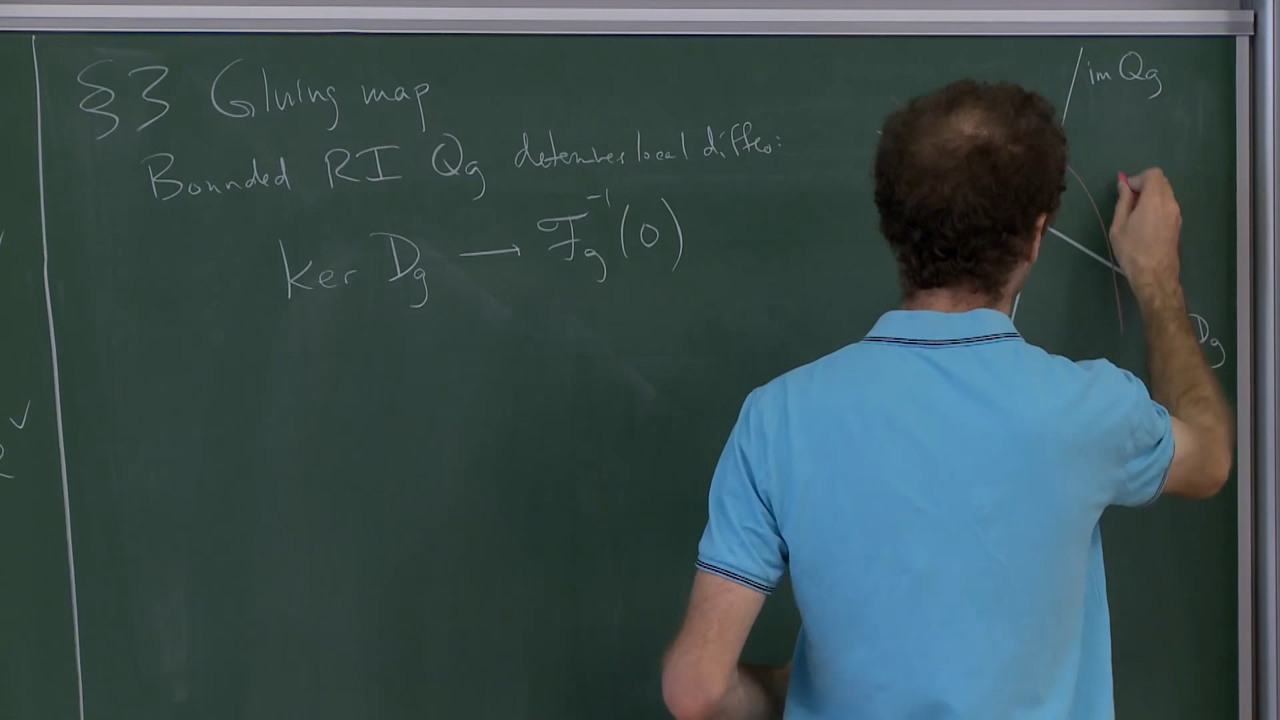 §3 Gluing map
Bounded RI Q_g determines local diffeo:
ker D_g → ℱ_g^{-1}(0)
im Q_g
D_g